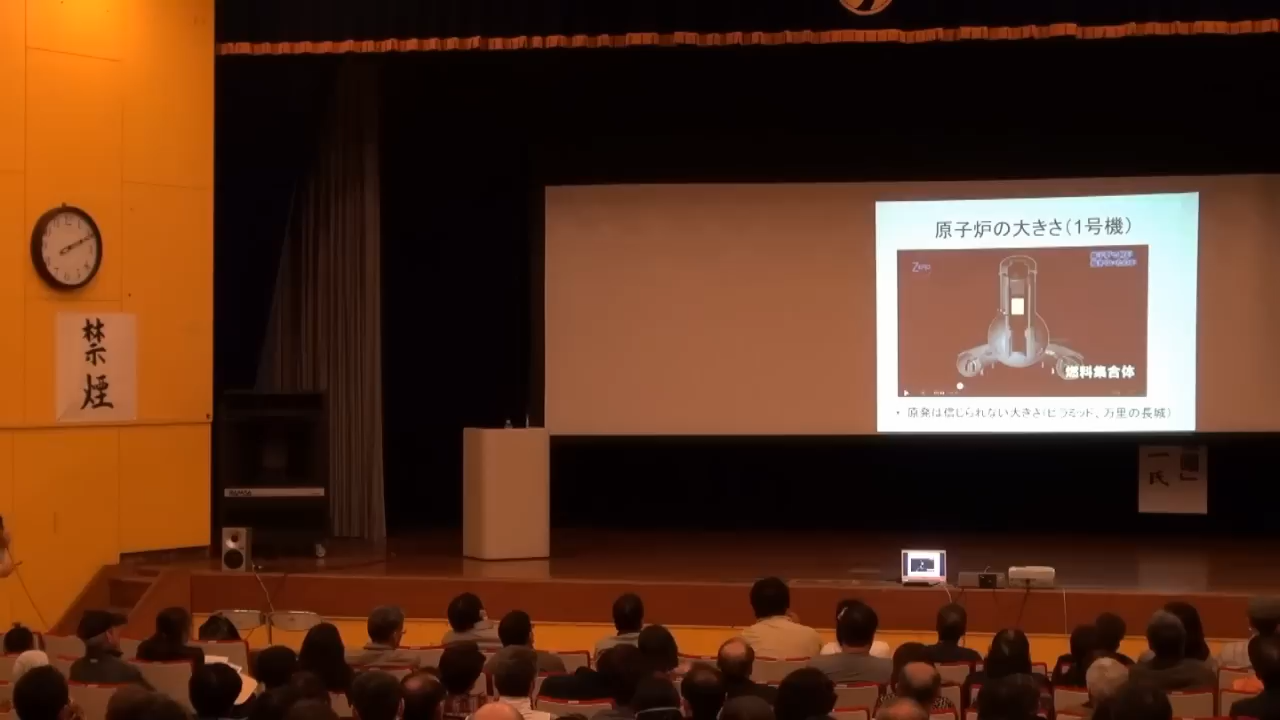 禁煙
原子炉の大きさ(1号機)
燃料集合体
・原発は信じられない大きさ(ピラミッド、万里の長城)
氏